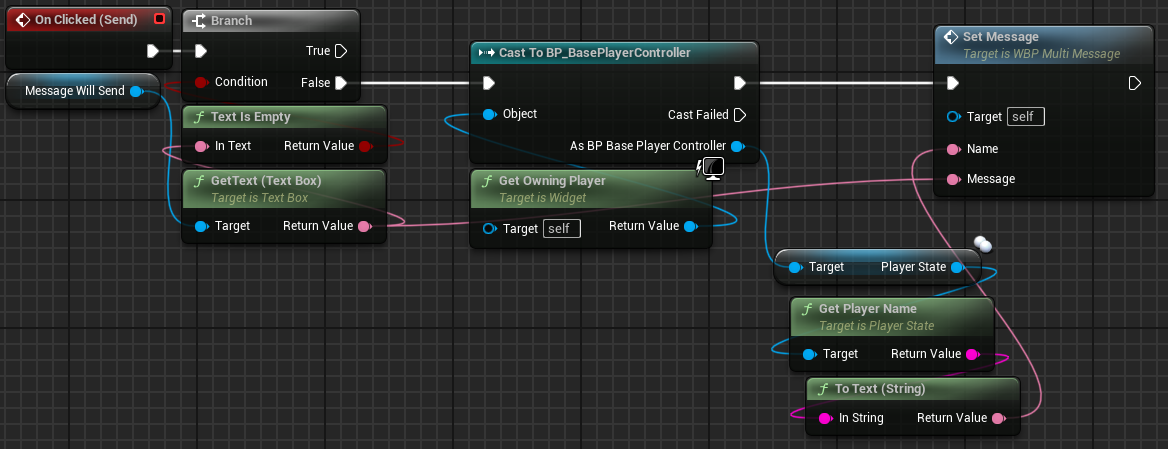 On Clicked (Send)
Message Will Send
Branch
True
Condition
False
Text Is Empty
In Text
Return Value
GetText (Text Box)
Target is Text Box
Target
Return Value
Cast To BP_BasePlayerController
Object
Cast Failed
As BP Base Player Controller
Get Owning Player
Target is Widget
Target self
Return Value
Target
Player State
Get Player Name
Target is Player State
Target
Return Value
To Text (String)
In String
Return Value
Set Message
Target is WBP Multi Message
Target self
Name
Message